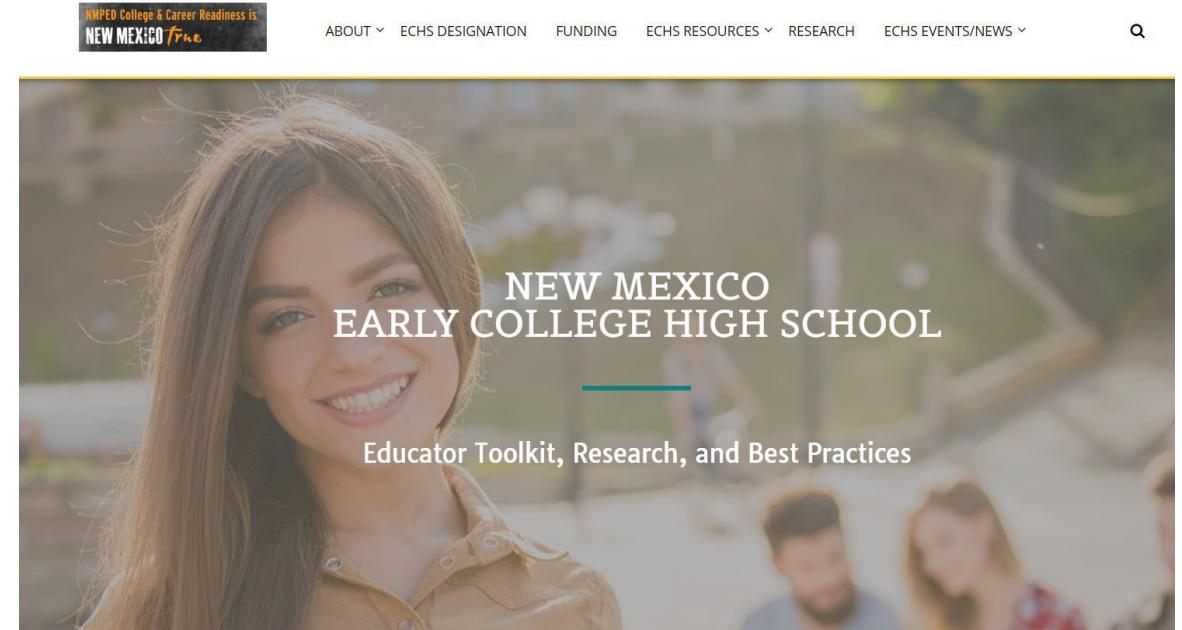 NMPED College & Career Readiness is
NEW MEXICO True
ABOUT ECHS DESIGNATION FUNDING ECHS RESOURCES RESEARCH ECHS EVENTS/NEWS
NEW MEXICO
EARLY COLLEGE HIGH SCHOOL
Educator Toolkit, Research, and Best Practices